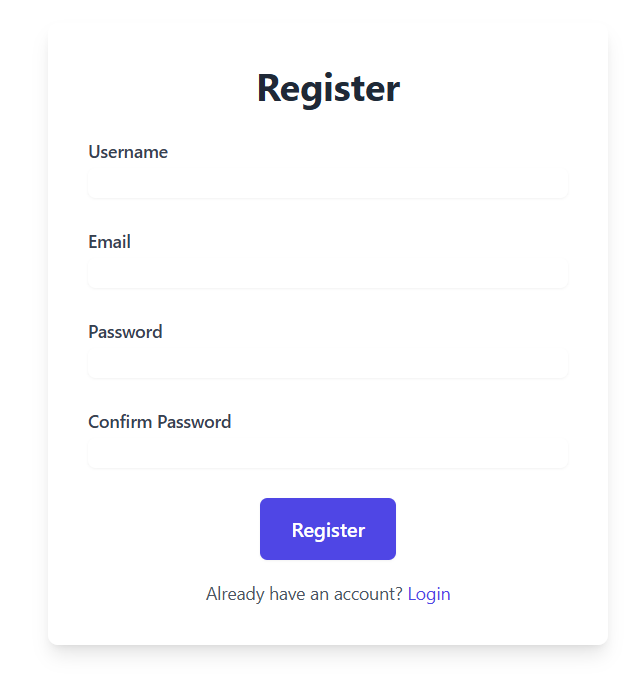 Register
Username
Email
Password
Confirm Password
Register
Already have an account? Login